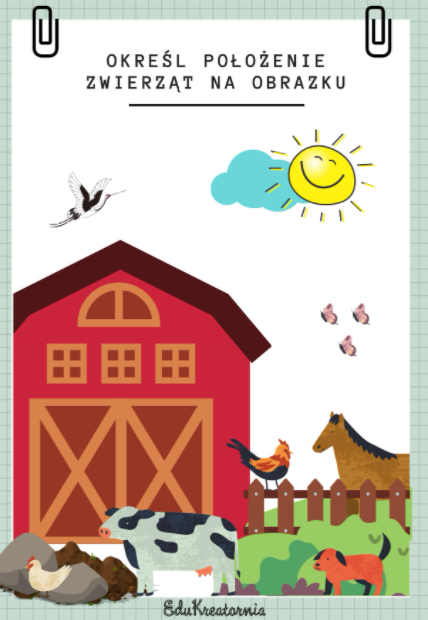 OKREŚL POŁOŻENIE
ZWIERZĄT NA OBRAZKU
EduKreatornia